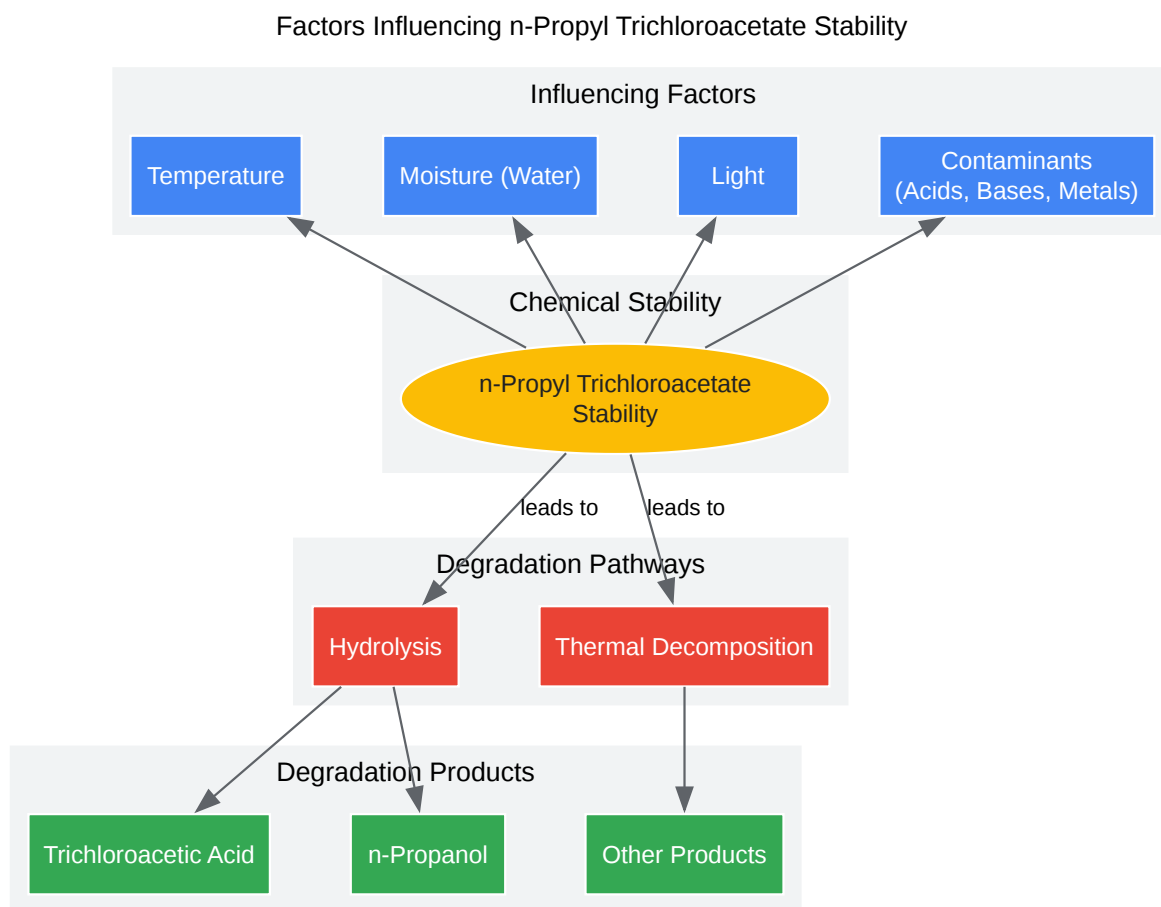 Factors Influencing n-Propyl Trichloroacetate Stability
Influencing Factors
Temperature
Moisture (Water)
Light
Contaminants
(Acids, Bases, Metals)
Chemical Stability
n-Propyl Trichloroacetate
Stability
leads to
leads to
Degradation Pathways
Hydrolysis
Thermal Decomposition
Degradation Products
Trichloroacetic Acid
n-Propanol
Other Products